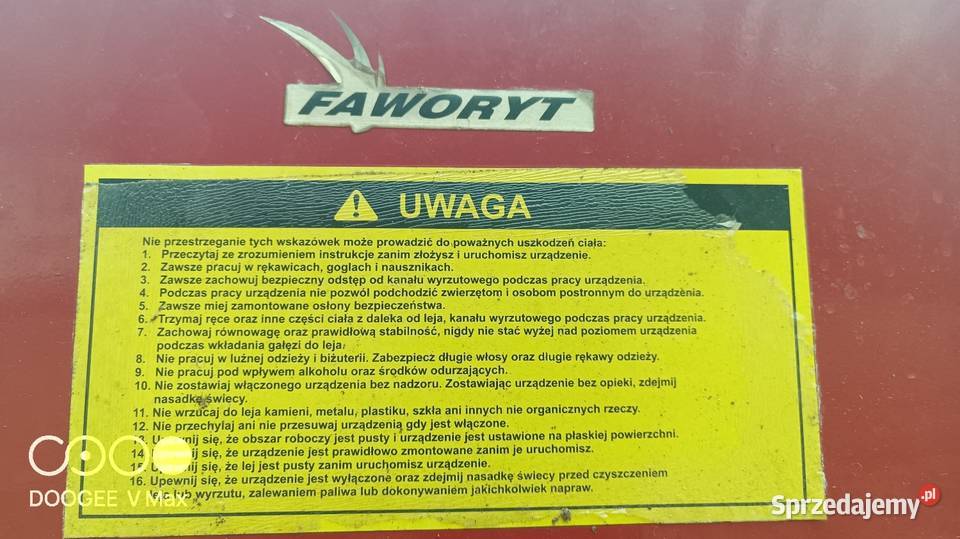 FAWORYT
UWAGA
Nie przestrzeganie tych wskazówek może prowadzić do poważnych uszkodzeń ciała:
1. Przeczytaj ze zrozumieniem instrukcje zanim złożysz i uruchomisz urządzenie.
2. Zawsze pracuj w rękawicach, goglach i nausznikach.
3. Zawsze zachowuj bezpieczny odstęp od kanału wyrzutowego podczas pracy urządzenia.
4. Podczas pracy urządzenia nie pozwól podchodzić zwierzętom i osobom postronnym do urządzenia.
5. Zawsze miej zamontowane osłony bezpieczeństwa.
6. Trzymaj ręce oraz inne części ciała z daleka od leja, kanału wyrzutowego podczas pracy urządzenia.
7. Zachowaj równowagę oraz prawidłową stabilność, nigdy nie stać wyżej nad poziomem urządzenia
podczas wkładania gałęzi do leja.
8. Nie pracuj w luźnej odzieży i biżuterii. Zabezpiecz długie włosy oraz długie rękawy odzieży.
9. Nie pracuj pod wpływem alkoholu oraz środków odurzających.
10. Nie zostawiaj włączonego urządzenia bez nadzoru. Zostawiając urządzenie bez opieki, zdejmij
nasadkę świecy.
11. Nie wrzucaj do leja kamieni, metalu, plastiku, szkła ani innych nie organicznych rzeczy.
12. Nie przechylaj ani nie przesuwaj urządzenią gdy jest włączone.
13. Upewnij się, że obszar roboczy jest pusty i urządzenie jest ustawione na płaskiej powierzchni.
14. Upewnij się, że urządzenie jest prawidłowo zmontowane zanim je uruchomisz.
15. Upewnij się, że lej jest pusty zanim uruchomisz urządzenie.
16. Upewnij się, że urządzenie jest wyłączone oraz zdejmij nasadkę świecy przed czyszczeniem
leja lub wyrzutu, zalewaniem paliwa lub dokonywaniem jakichkolwiek napraw.
DOOGEE V Max
Sprzedajemy.pl